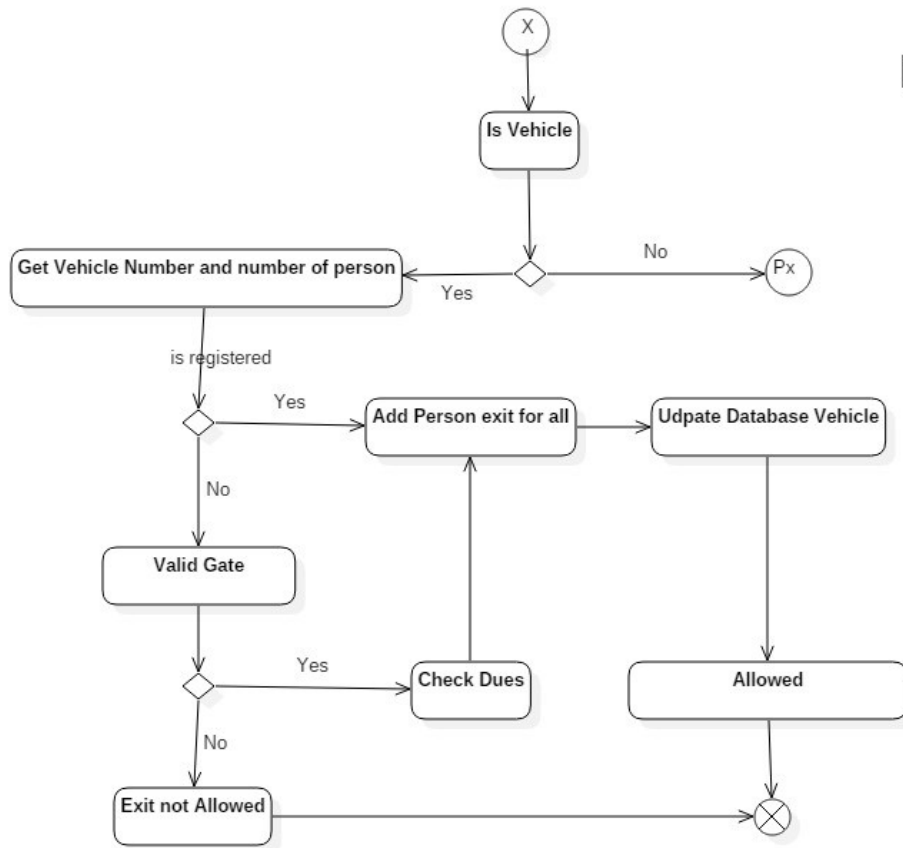 X
Is Vehicle
No
Px
Get Vehicle Number and number of person
Yes
is registered
Yes
Add Person exit for all
Udpate Database Vehicle
No
Valid Gate
Yes
Check Dues
Allowed
No
Exit not Allowed